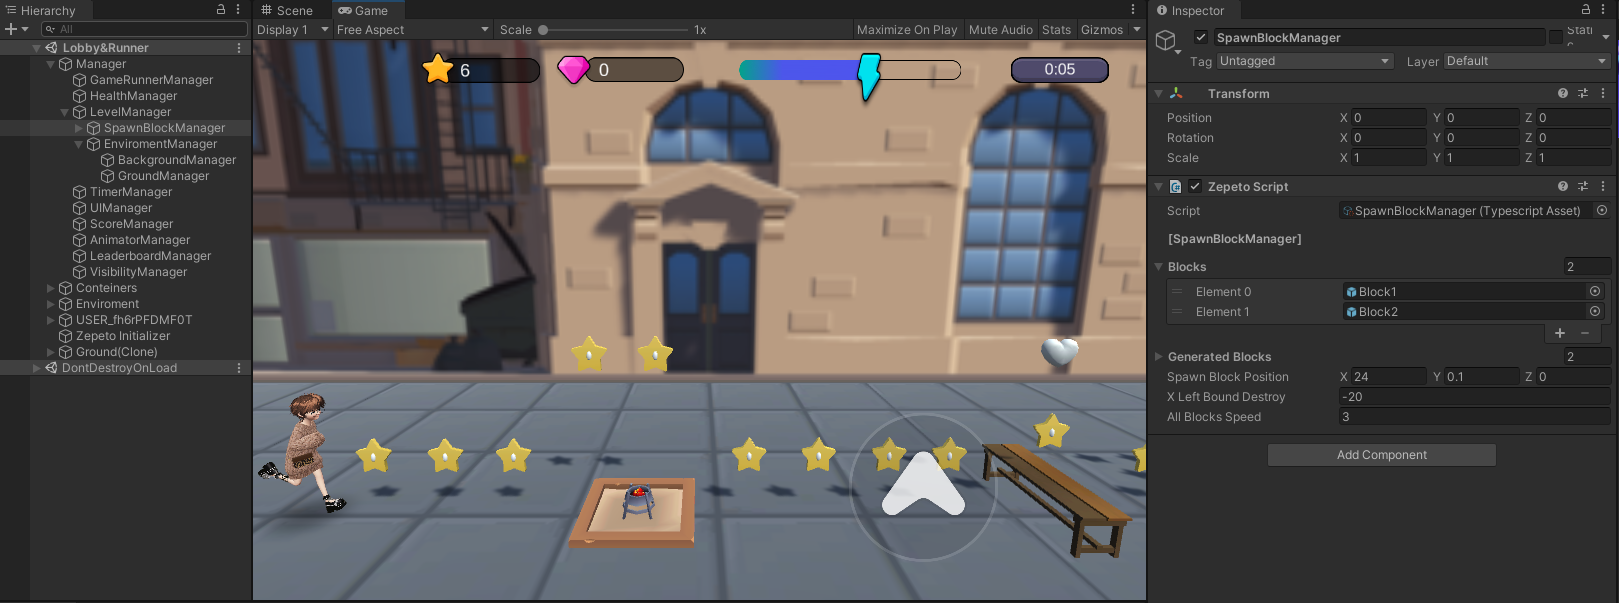 Hierarchy
All
Lobby&Runner
Manager
GameRunnerManager
HealthManager
LevelManager
SpawnBlockManager
EnviromentManager
BackgroundManager
GroundManager
TimerManager
UIManager
ScoreManager
AnimatorManager
LeaderboardManager
VisibilityManager
Conteiners
Enviroment
USER_fh6rPFDMF0T
Zepeto Initializer
Ground(Clone)
DontDestroyOnLoad
Scene Game
Display 1 Free Aspect Scale 1x Maximize On Play Mute Audio Stats Gizmos
6 0 0:05
Inspector
SpawnBlockManager Static
Tag Untagged Layer Default
Transform
Position X 0 Y 0 Z 0
Rotation X 0 Y 0 Z 0
Scale X 1 Y 1 Z 1
Zepeto Script
Script SpawnBlockManager (Typescript Asset)
[SpawnBlockManager]
Blocks 2
Element 0 Block1
Element 1 Block2
Generated Blocks 2
Spawn Block Position X 24 Y 0.1 Z 0
X Left Bound Destroy -20
All Blocks Speed 3
Add Component